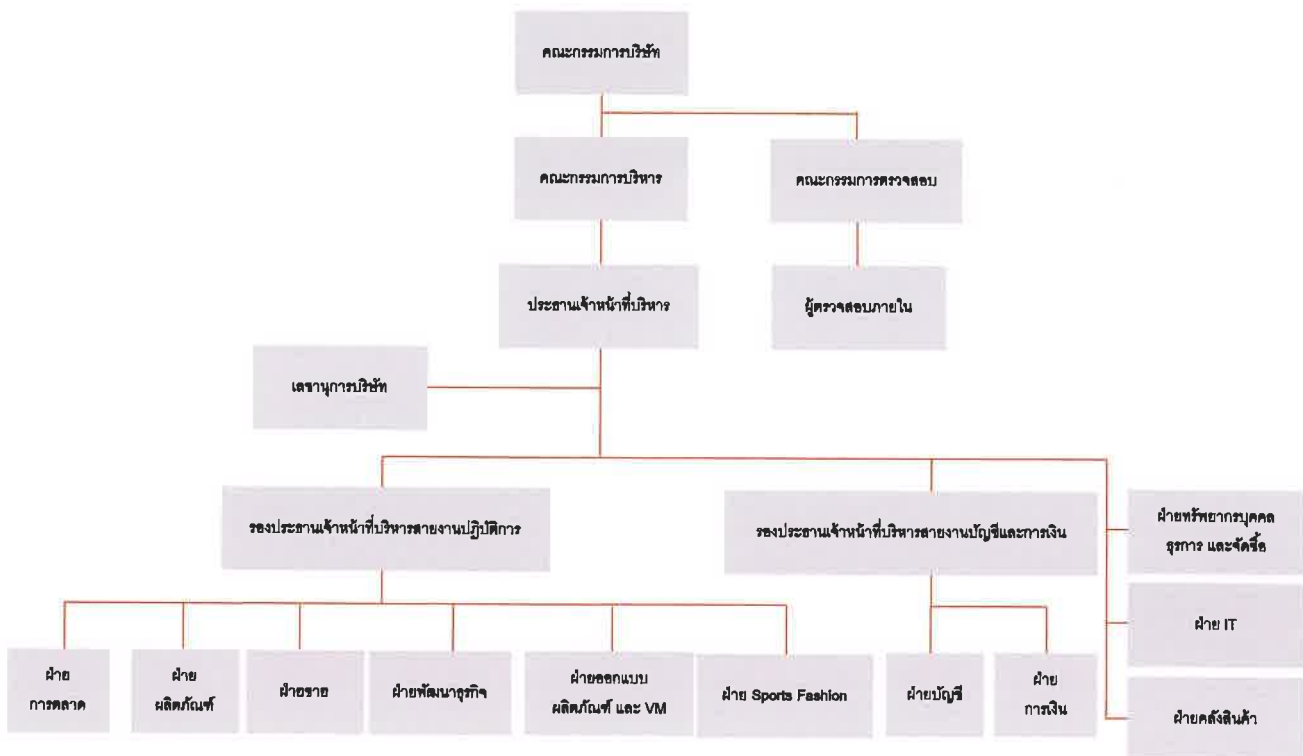 คณะกรรมการบริษัท
คณะกรรมการบริหาร
คณะกรรมการตรวจสอบ
ประธานเจ้าหน้าที่บริหาร
ผู้ตรวจสอบภายใน
เลขานุการบริษัท
รองประธานเจ้าหน้าที่บริหารสายงานปฏิบัติการ
รองประธานเจ้าหน้าที่บริหารสายงานบัญชีและการเงิน
ฝ่ายทรัพยากรบุคคล
ธุรการ และจัดซื้อ
ฝ่าย IT
ฝ่าย
การตลาด
ฝ่าย
ผลิตภัณฑ์
ฝ่ายขาย
ฝ่ายพัฒนาธุรกิจ
ฝ่ายออกแบบ
ผลิตภัณฑ์ และ VM
ฝ่าย Sports Fashion
ฝ่ายบัญชี
ฝ่าย
การเงิน
ฝ่ายคลังสินค้า